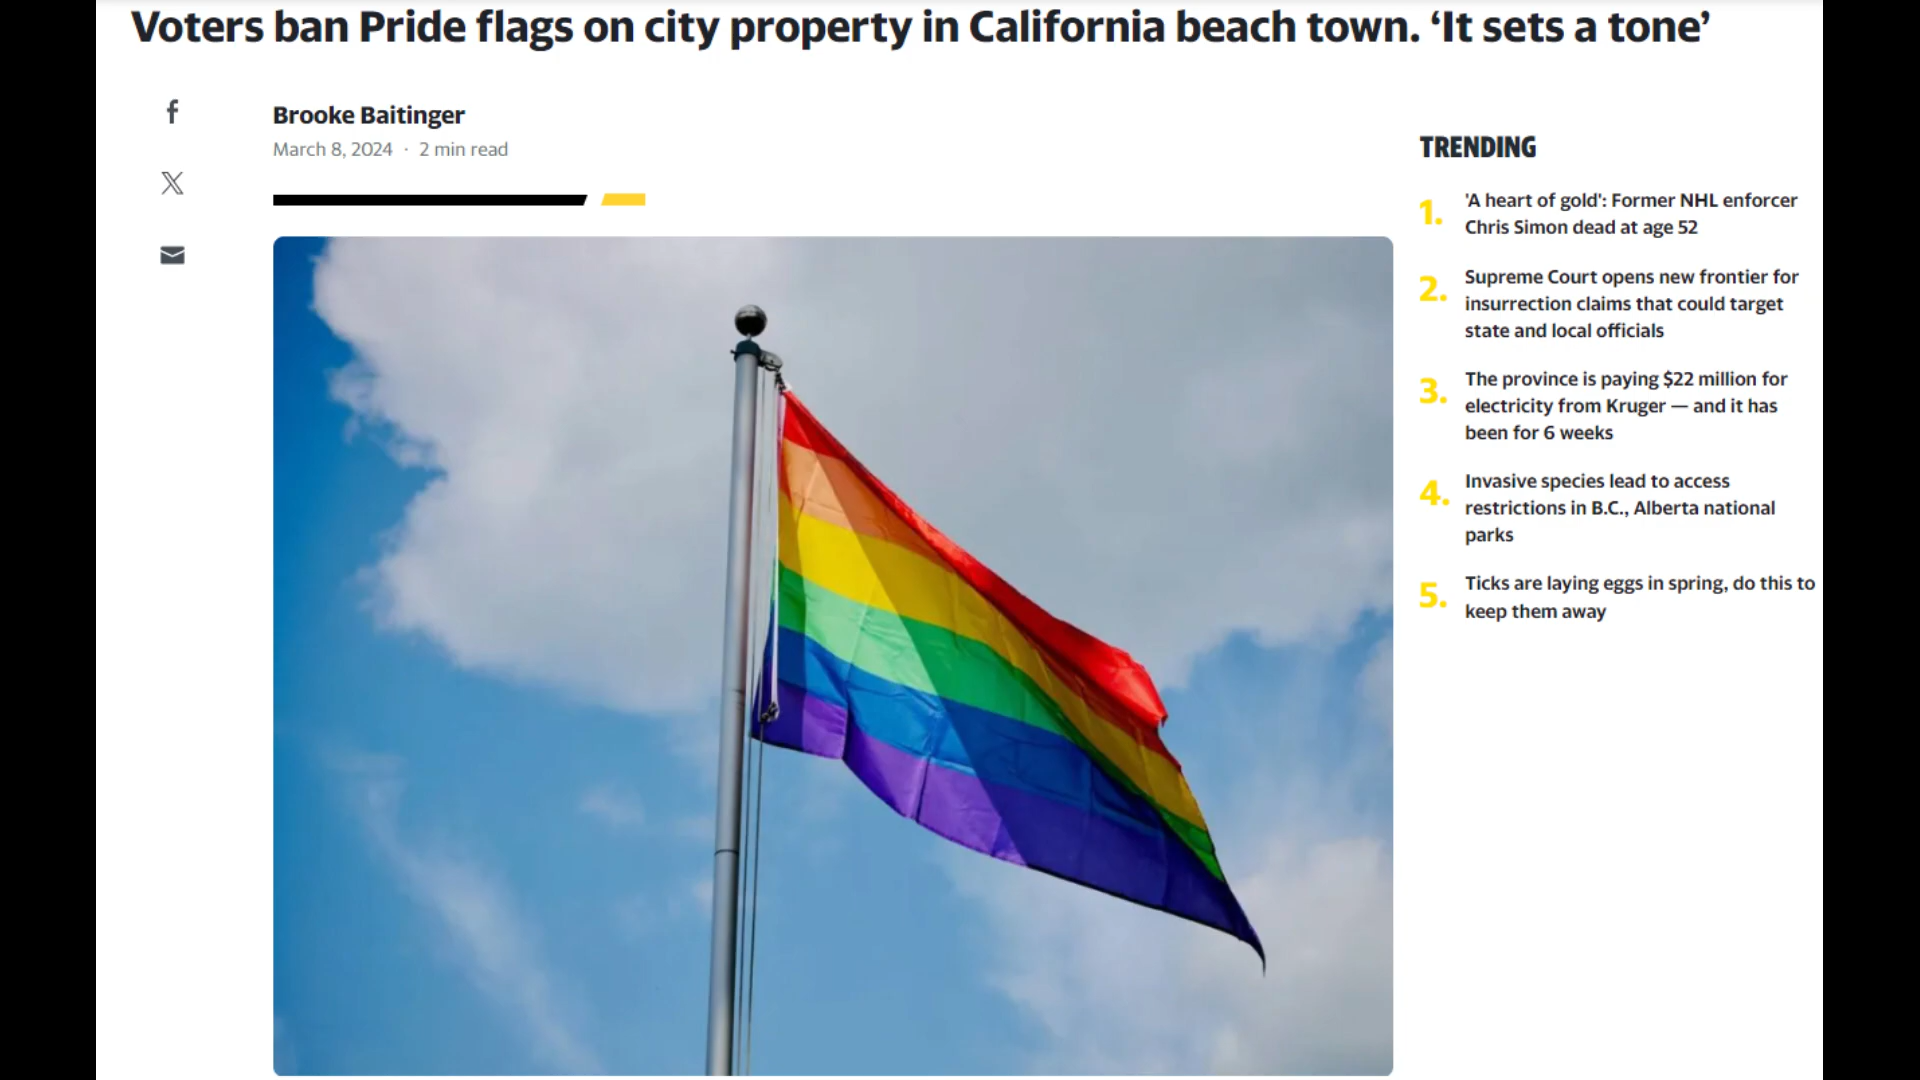 Voters ban Pride flags on city property in California beach town. ‘It sets a tone’
Brooke Baitinger
March 8, 2024 · 2 min read
TRENDING
1. 'A heart of gold': Former NHL enforcer
Chris Simon dead at age 52
2. Supreme Court opens new frontier for
insurrection claims that could target
state and local officials
3. The province is paying $22 million for
electricity from Kruger — and it has
been for 6 weeks
4. Invasive species lead to access
restrictions in B.C., Alberta national
parks
5. Ticks are laying eggs in spring, do this to
keep them away